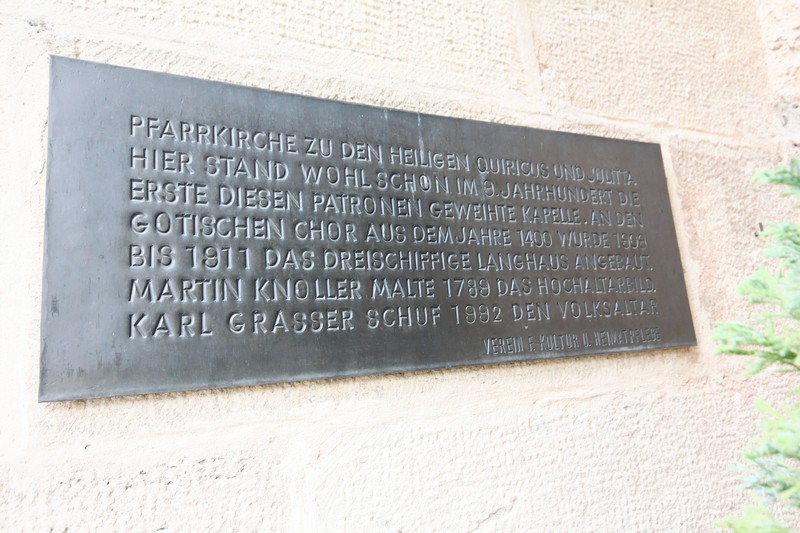 PFARRKIRCHE ZU DEN HEILIGEN QUIRICUS UND JULITTA
HIER STAND WOHL SCHON IM 9. JAHRHUNDERT DIE
ERSTE DIESEN PATRONEN GEWEIHTE KAPELLE. AN DEN
GOTISCHEN CHOR AUS DEM JAHRE 1400 WURDE 1909
BIS 1911 DAS DREISCHIFFIGE LANGHAUS ANGEBAUT.
MARTIN KNOLLER MALTE 1789 DAS HOCHALTARBILD.
KARL GRASSER SCHUF 1992 DEN VOLKSALTAR
VEREIN F. KULTUR U. HEIMATPFLEGE